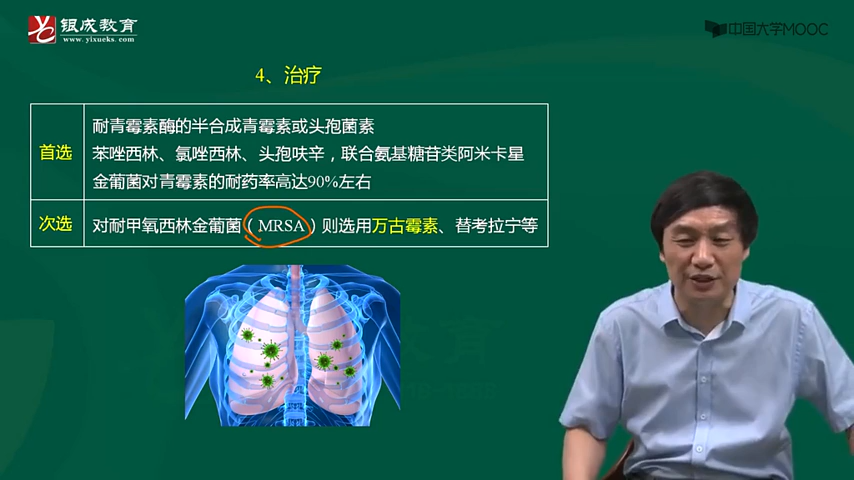 银成教育
www.yixueks.com
中国大学MOOC
4、治疗
首选
耐青霉素酶的半合成青霉素或头孢菌素
苯唑西林、氯唑西林、头孢呋辛，联合氨基糖苷类阿米卡星
金葡菌对青霉素的耐药率高达90%左右
次选
对耐甲氧西林金葡菌（MRSA）则选用万古霉素、替考拉宁等